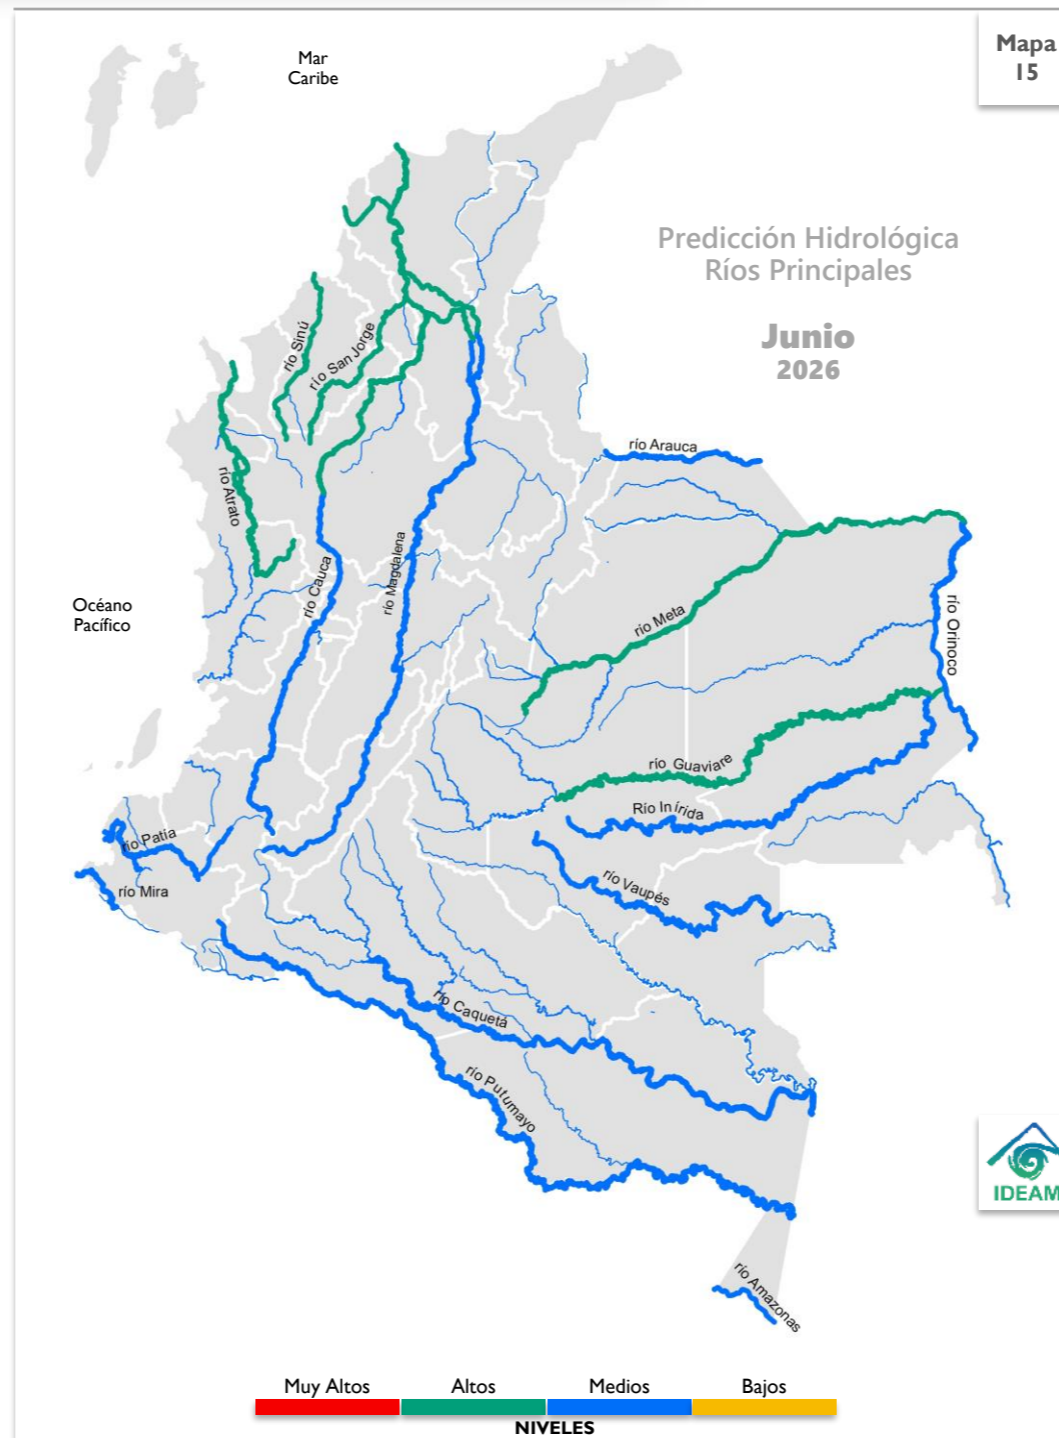 Mar
Caribe
Mapa
15
Predicción Hidrológica
Ríos Principales
Junio
2026
río Sinú
río San Jorge
río Arauca
río Atrato
río Cauca
río Magdalena
Océano
Pacífico
río Meta
río Orinoco
río Guaviare
Río Inírida
río Patía
río Mira
río Vaupés
río Caquetá
río Putumayo
IDEAM
río Amazonas
Muy Altos Altos Medios Bajos
NIVELES